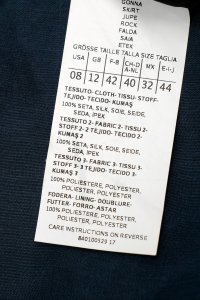 GONNA
SKIRT
JUPE
ROCK
FALDA
SAIA
ETEK
GRÖSSE TAILLE TALLA SIZE TAGLIA
USA GB F-B CH-D A-NL MX E-I-J
08 12 42 40 32 44
TESSUTO-CLOTH-TISSU-STOFF-
TEJIDO-TECIDO-KUMAŞ
100% SETA, SILK, SOIE, SEIDE,
SEDA, IPEK
TESSUTO 2- FABRIC 2- TISSU 2-
STOFF 2-2 TEJIDO-TECIDO 2-
KUMAŞ 2
100% SETA, SILK, SOIE, SEIDE,
SEDA, IPEK
TESSUTO 3- FABRIC 3- TISSU 3-
STOFF 3-3 TEJIDO-TECIDO 3-
KUMAŞ 3
100% POLIESTERE, POLYESTER,
POLYESTER, POLYESTER
FODERA- LINING- DOUBLURE-
FUTTER- FORRO- ASTAR
100% POLIESTERE, POLYESTER,
POLYESTER, POLYESTER
CARE INSTRUCTIONS ON REVERSE
840100529 17